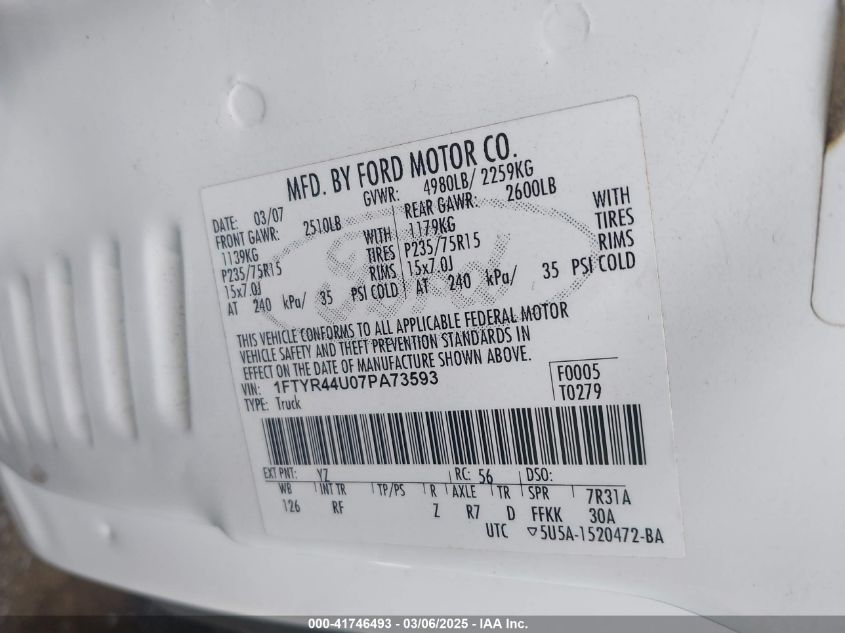 MFD. BY FORD MOTOR CO.
DATE: 03/07 GVWR: 4980LB/ 2259KG
FRONT GAWR: 2510LB REAR GAWR: 2600LB
1139KG WITH 1179KG WITH
P235/75R15 TIRES P235/75R15 TIRES
15x7.0J RIMS 15x7.0J RIMS
AT 240 kPa/ 35 PSI COLD AT 240 kPa/ 35 PSI COLD
THIS VEHICLE CONFORMS TO ALL APPLICABLE FEDERAL MOTOR
VEHICLE SAFETY AND THEFT PREVENTION STANDARDS IN
EFFECT ON THE DATE OF MANUFACTURE SHOWN ABOVE.
VIN: 1FTYR44U07PA73593 F0005
TYPE: Truck T0279
EXT PNT: YZ RC: 56 DSO:
WB INT TR TP/PS R AXLE TR SPR 7R31A
126 RF Z R7 D FFKK 30A
UTC ▽5U5A-1520472-BA
000-41746493 - 03/06/2025 - IAA Inc.